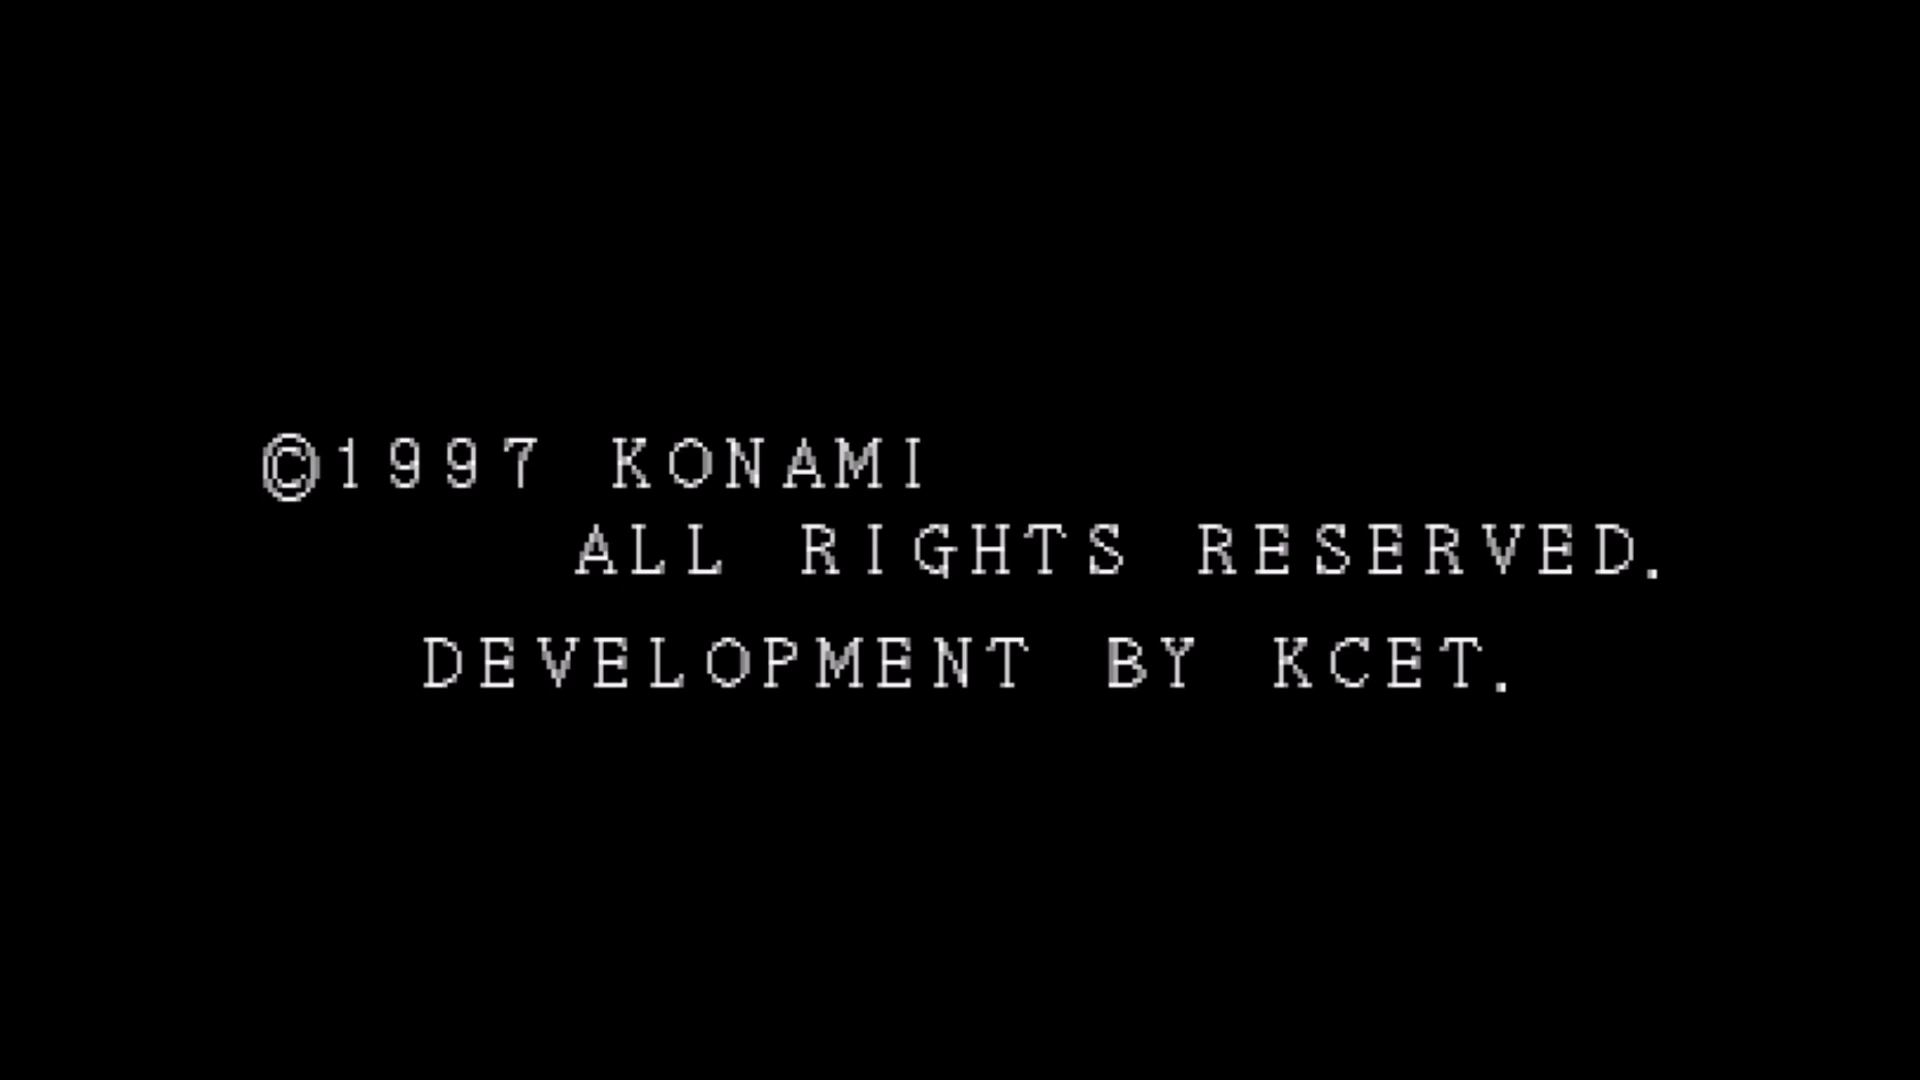 ©1997 KONAMI
ALL RIGHTS RESERVED.
DEVELOPMENT BY KCET.